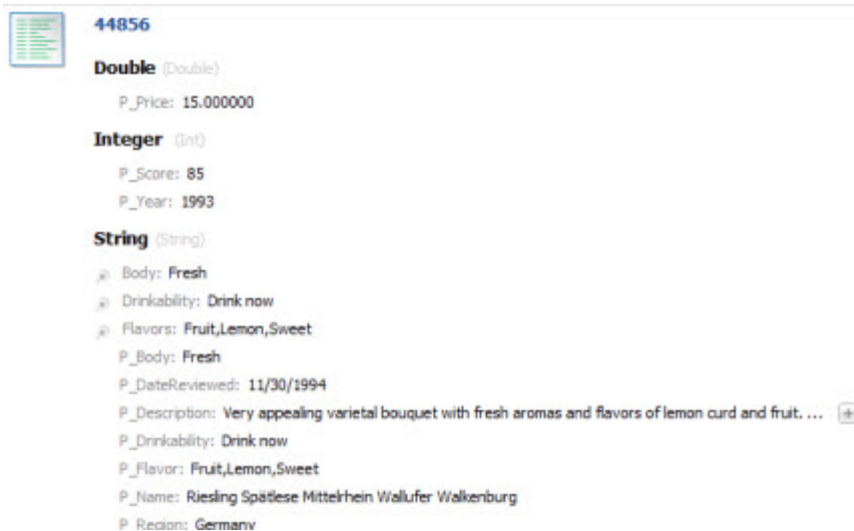 44856
Double (Double)
P_Price: 15.000000
Integer (Int)
P_Score: 85
P_Year: 1993
String (String)
Body: Fresh
Drinkability: Drink now
Flavors: Fruit,Lemon,Sweet
P_Body: Fresh
P_DateReviewed: 11/30/1994
P_Description: Very appealing varietal bouquet with fresh aromas and flavors of lemon curd and fruit. ...
P_Drinkability: Drink now
P_Flavor: Fruit,Lemon,Sweet
P_Name: Riesling Spätlese Mittelrhein Wallufer Walkenburg
P_Region: Germany